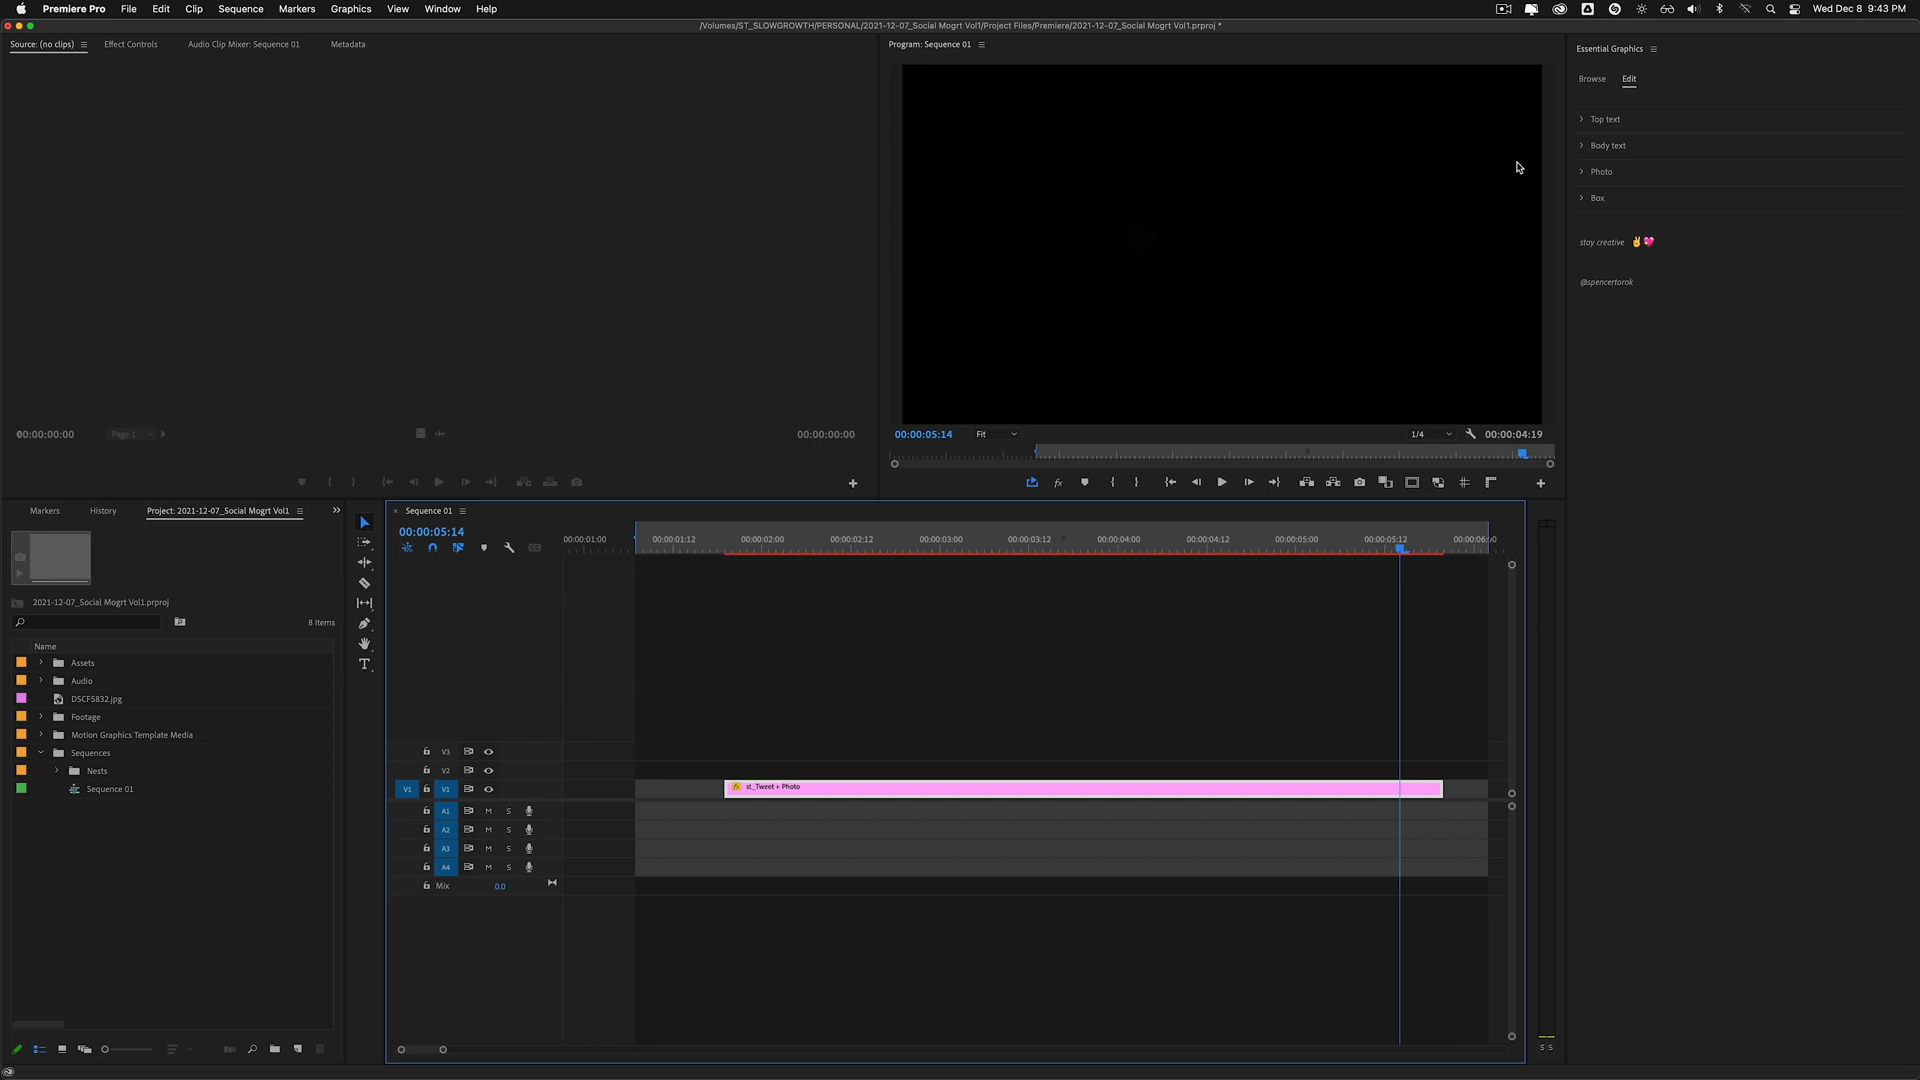 Premiere Pro File Edit Clip Sequence Markers Graphics View Window Help Wed Dec 8 9:43 PM
/Volumes/ST_SLOWGROWTH/PERSONAL/2021-12-07_Social Mogrt Vol1/Project Files/Premiere/2021-12-07_Social Mogrt Vol1.prproj *
Source: (no clips) Effect Controls Audio Clip Mixer: Sequence 01 Metadata
Program: Sequence 01
Essential Graphics
Browse Edit
Top text
Body text
Photo
Box
stay creative ✌️💖
@spencertorok
00:00:00:00 Page 1 00:00:00:00
00:00:05:14 Fit 1/4 00:00:04:19
Markers History Project: 2021-12-07_Social Mogrt Vol1
2021-12-07_Social Mogrt Vol1.prproj
8 items
Name
Assets
Audio
DSCF5832.jpg
Footage
Motion Graphics Template Media
Sequences
Nests
Sequence 01
Sequence 01
00:00:05:14
00:00:01:00 00:00:01:12 00:00:02:00 00:00:02:12 00:00:03:00 00:00:03:12 00:00:04:00 00:00:04:12 00:00:05:00 00:00:05:12 00:00:06:00
V3
V2
V1 V1 fx st_Tweet + Photo
A1 M S
A2 M S
A3 M S
A4 M S
Mix 0.0
S S